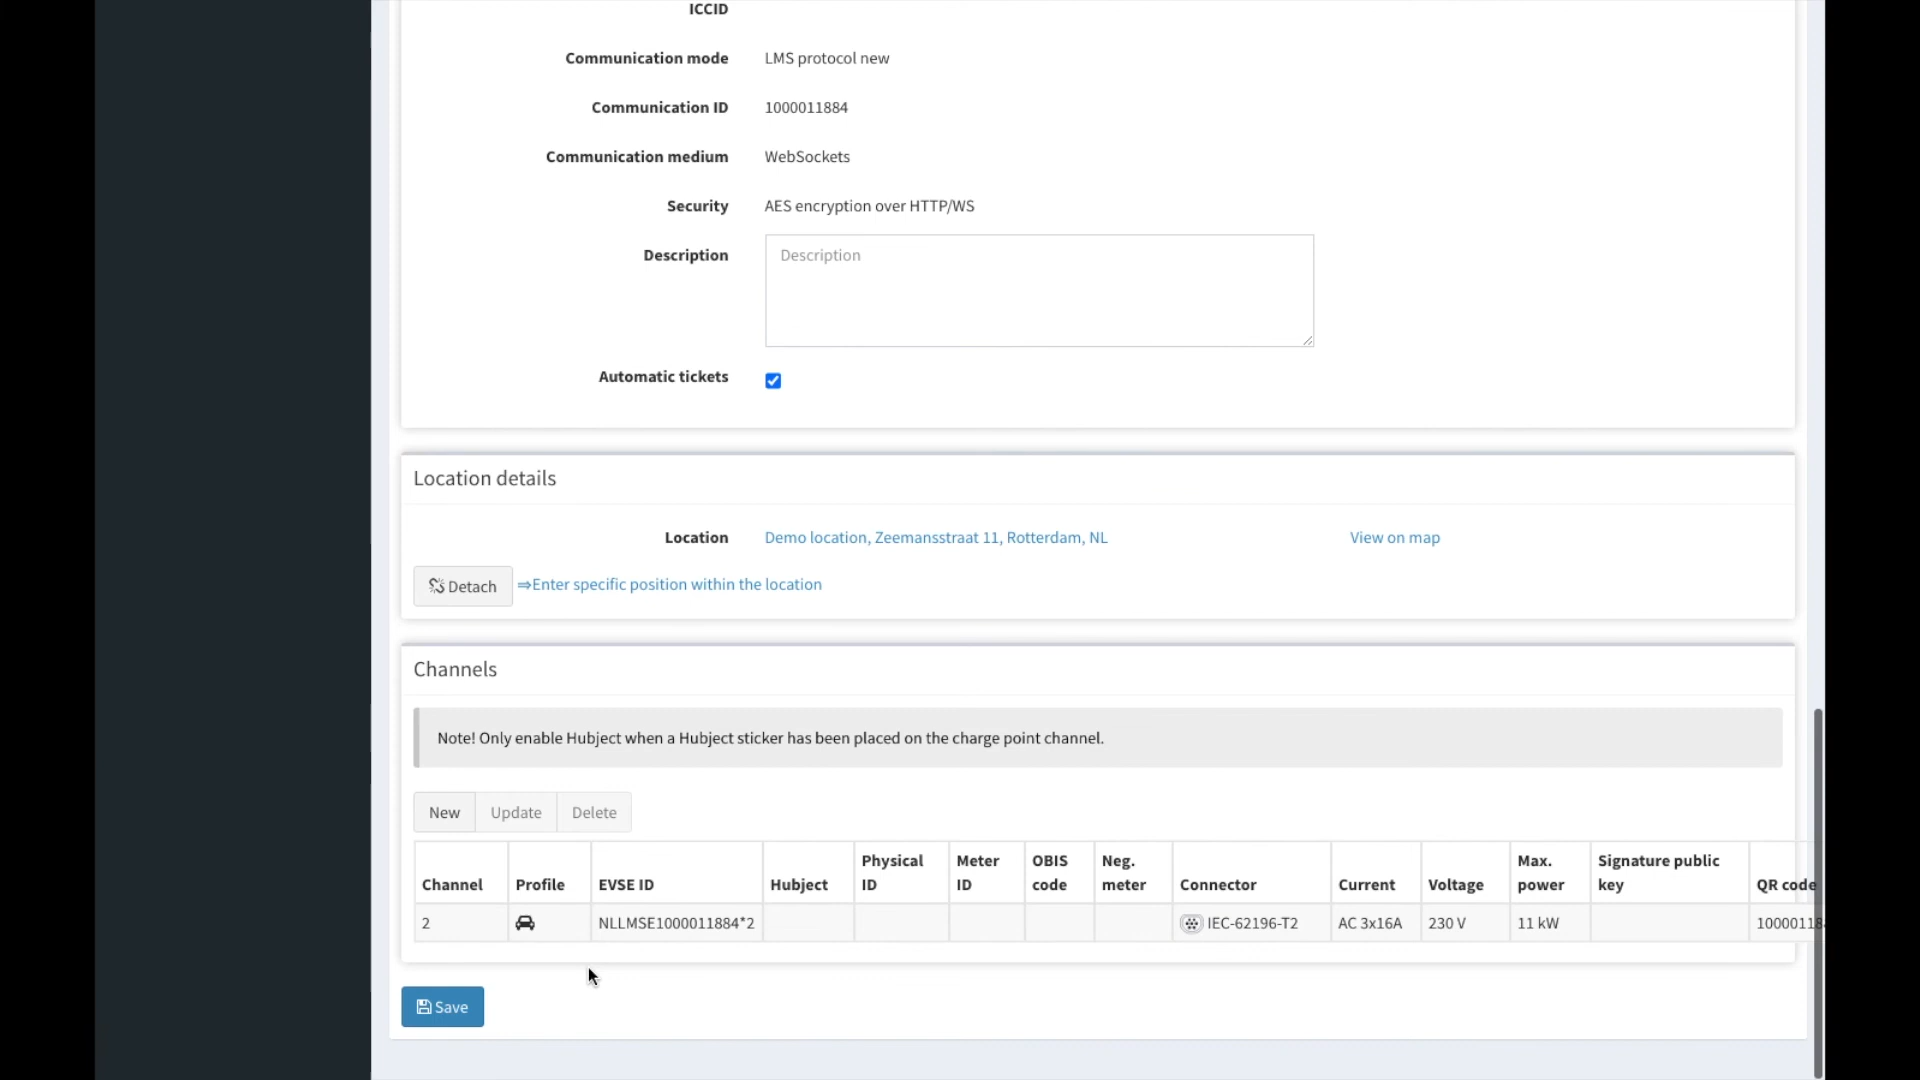 ICCID
Communication mode LMS protocol new
Communication ID 1000011884
Communication medium WebSockets
Security AES encryption over HTTP/WS
Description Description
Automatic tickets
Location details
Location Demo location, Zeemansstraat 11, Rotterdam, NL View on map
Detach ⇒Enter specific position within the location
Channels
Note! Only enable Hubject when a Hubject sticker has been placed on the charge point channel.
New Update Delete
Channel Profile EVSE ID Hubject Physical ID Meter ID OBIS code Neg. meter Connector Current Voltage Max. power Signature public key QR code
2 NLLMSE1000011884*2 IEC-62196-T2 AC 3x16A 230 V 11 kW
Save